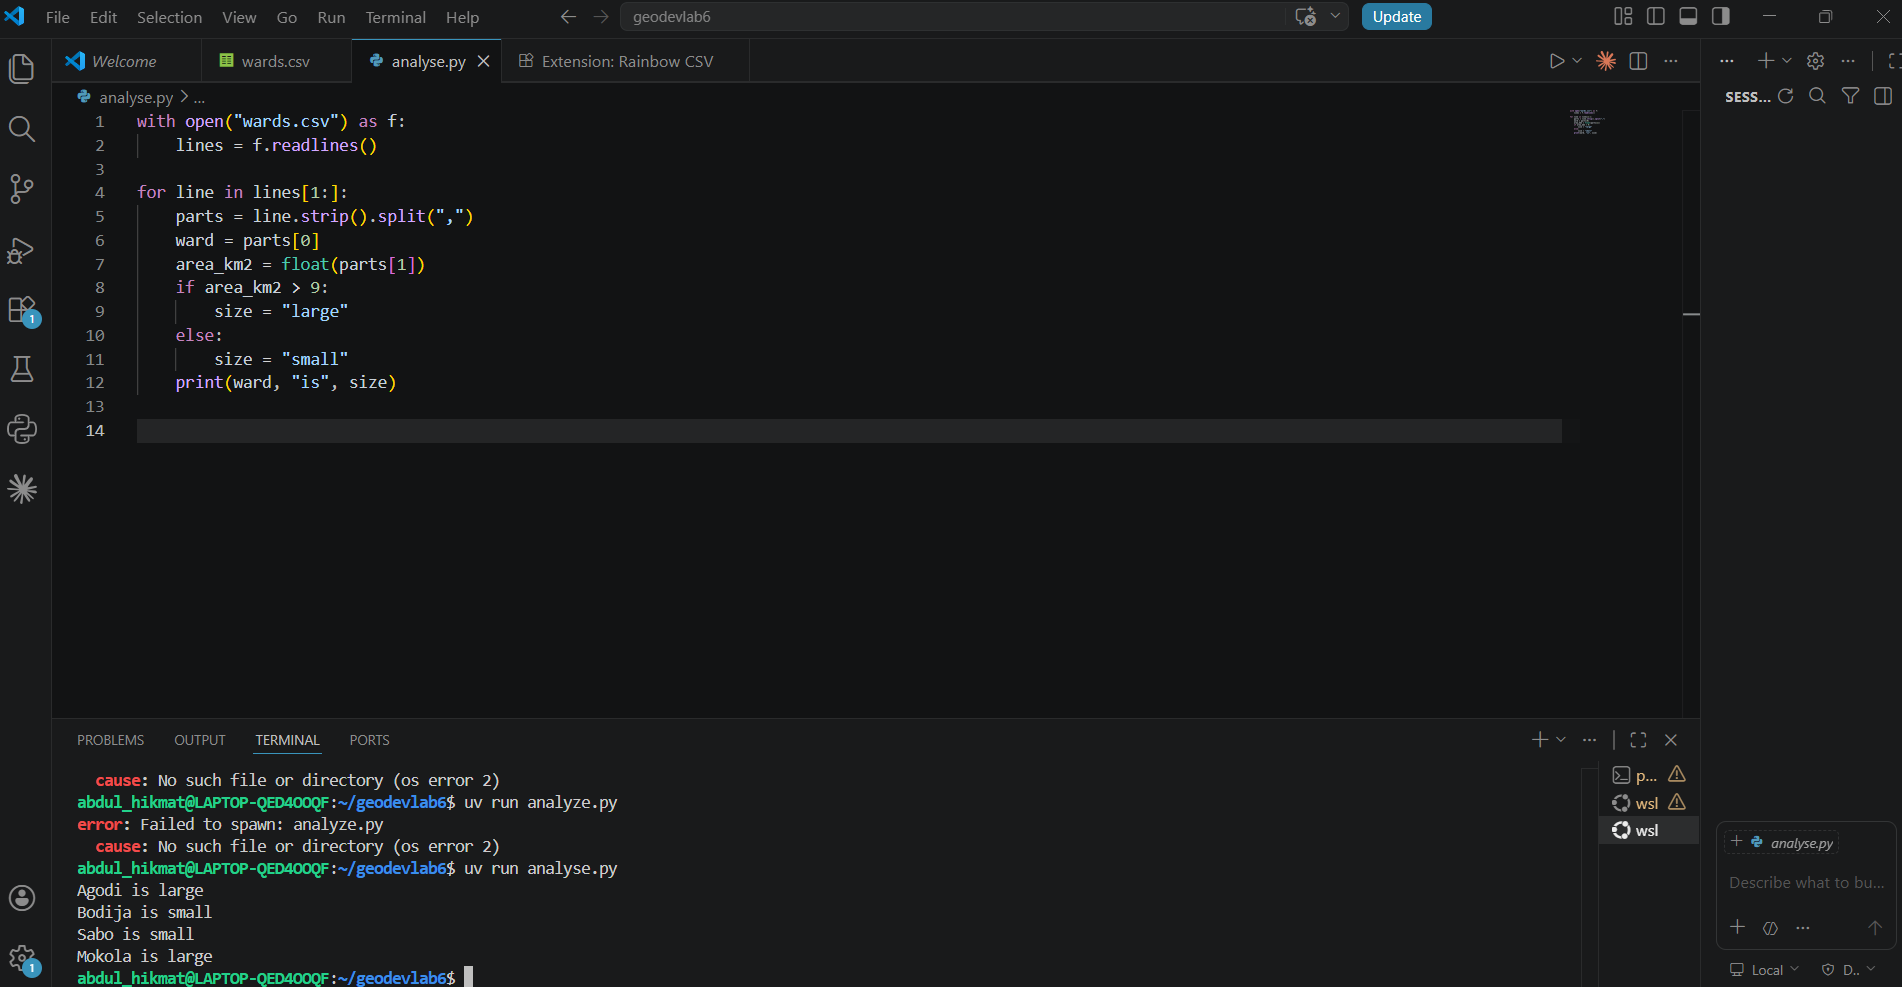 File Edit Selection View Go Run Terminal Help
geodevlab6
Update
Welcome
wards.csv
analyse.py
Extension: Rainbow CSV
SESS...
analyse.py > ...
1 with open("wards.csv") as f:
2 lines = f.readlines()
3
4 for line in lines[1:]:
5 parts = line.strip().split(",")
6 ward = parts[0]
7 area_km2 = float(parts[1])
8 if area_km2 > 9:
9 size = "large"
10 else:
11 size = "small"
12 print(ward, "is", size)
13
14
1
PROBLEMS OUTPUT TERMINAL PORTS
cause: No such file or directory (os error 2)
abdul_hikmat@LAPTOP-QED4OOQF:~/geodevlab6$ uv run analyze.py
error: Failed to spawn: analyze.py
cause: No such file or directory (os error 2)
abdul_hikmat@LAPTOP-QED4OOQF:~/geodevlab6$ uv run analyse.py
Agodi is large
Bodija is small
Sabo is small
Mokola is large
abdul_hikmat@LAPTOP-QED4OOQF:~/geodevlab6$
p...
wsl
wsl
analyse.py
Describe what to bu...
Local
D..
1